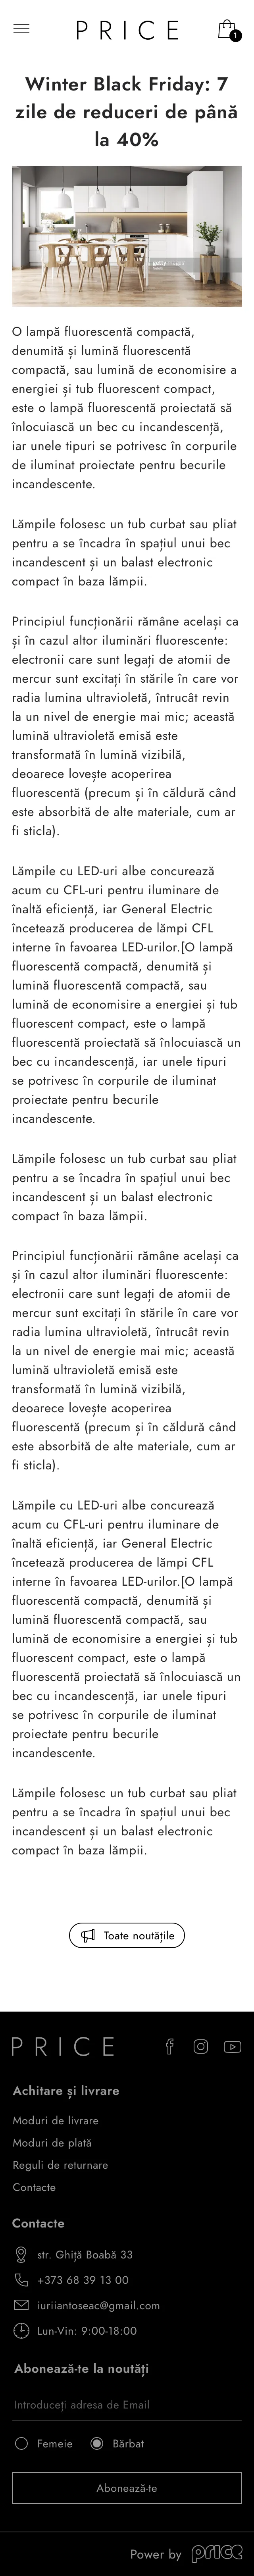 PRICE
1
Winter Black Friday: 7
zile de reduceri de până
la 40%
gettyimages
O lampă fluorescentă compactă,
denumită și lumină fluorescentă
compactă, sau lumină de economisire a
energiei și tub fluorescent compact,
este o lampă fluorescentă proiectată să
înlocuiască un bec cu incandescență,
iar unele tipuri se potrivesc în corpurile
de iluminat proiectate pentru becurile
incandescente.
Lămpile folosesc un tub curbat sau pliat
pentru a se încadra în spațiul unui bec
incandescent și un balast electronic
compact în baza lămpii.
Principiul funcționării rămâne același ca
și în cazul altor iluminări fluorescente:
electronii care sunt legați de atomii de
mercur sunt excitați în stările în care vor
radia lumina ultravioletă, întrucât revin
la un nivel de energie mai mic; această
lumină ultravioletă emisă este
transformată în lumină vizibilă,
deoarece lovește acoperirea
fluorescentă (precum și în căldură când
este absorbită de alte materiale, cum ar
fi sticla).
Lămpile cu LED-uri albe concurează
acum cu CFL-uri pentru iluminare de
înaltă eficiență, iar General Electric
încetează producerea de lămpi CFL
interne în favoarea LED-urilor.[O lampă
fluorescentă compactă, denumită și
lumină fluorescentă compactă, sau
lumină de economisire a energiei și tub
fluorescent compact, este o lampă
fluorescentă proiectată să înlocuiască un
bec cu incandescență, iar unele tipuri
se potrivesc în corpurile de iluminat
proiectate pentru becurile
incandescente.
Lămpile folosesc un tub curbat sau pliat
pentru a se încadra în spațiul unui bec
incandescent și un balast electronic
compact în baza lămpii.
Principiul funcționării rămâne același ca
și în cazul altor iluminări fluorescente:
electronii care sunt legați de atomii de
mercur sunt excitați în stările în care vor
radia lumina ultravioletă, întrucât revin
la un nivel de energie mai mic; această
lumină ultravioletă emisă este
transformată în lumină vizibilă,
deoarece lovește acoperirea
fluorescentă (precum și în căldură când
este absorbită de alte materiale, cum ar
fi sticla).
Lămpile cu LED-uri albe concurează
acum cu CFL-uri pentru iluminare de
înaltă eficiență, iar General Electric
încetează producerea de lămpi CFL
interne în favoarea LED-urilor.[O lampă
fluorescentă compactă, denumită și
lumină fluorescentă compactă, sau
lumină de economisire a energiei și tub
fluorescent compact, este o lampă
fluorescentă proiectată să înlocuiască un
bec cu incandescență, iar unele tipuri
se potrivesc în corpurile de iluminat
proiectate pentru becurile
incandescente.
Lămpile folosesc un tub curbat sau pliat
pentru a se încadra în spațiul unui bec
incandescent și un balast electronic
compact în baza lămpii.
Toate noutățile
PRICE
Achitare și livrare
Moduri de livrare
Moduri de plată
Reguli de returnare
Contacte
Contacte
str. Ghiță Boabă 33
+373 68 39 13 00
iuriiantoseac@gmail.com
Lun-Vin: 9:00-18:00
Abonează-te la noutăți
Introduceți adresa de Email
Femeie Bărbat
Abonează-te
Power by price